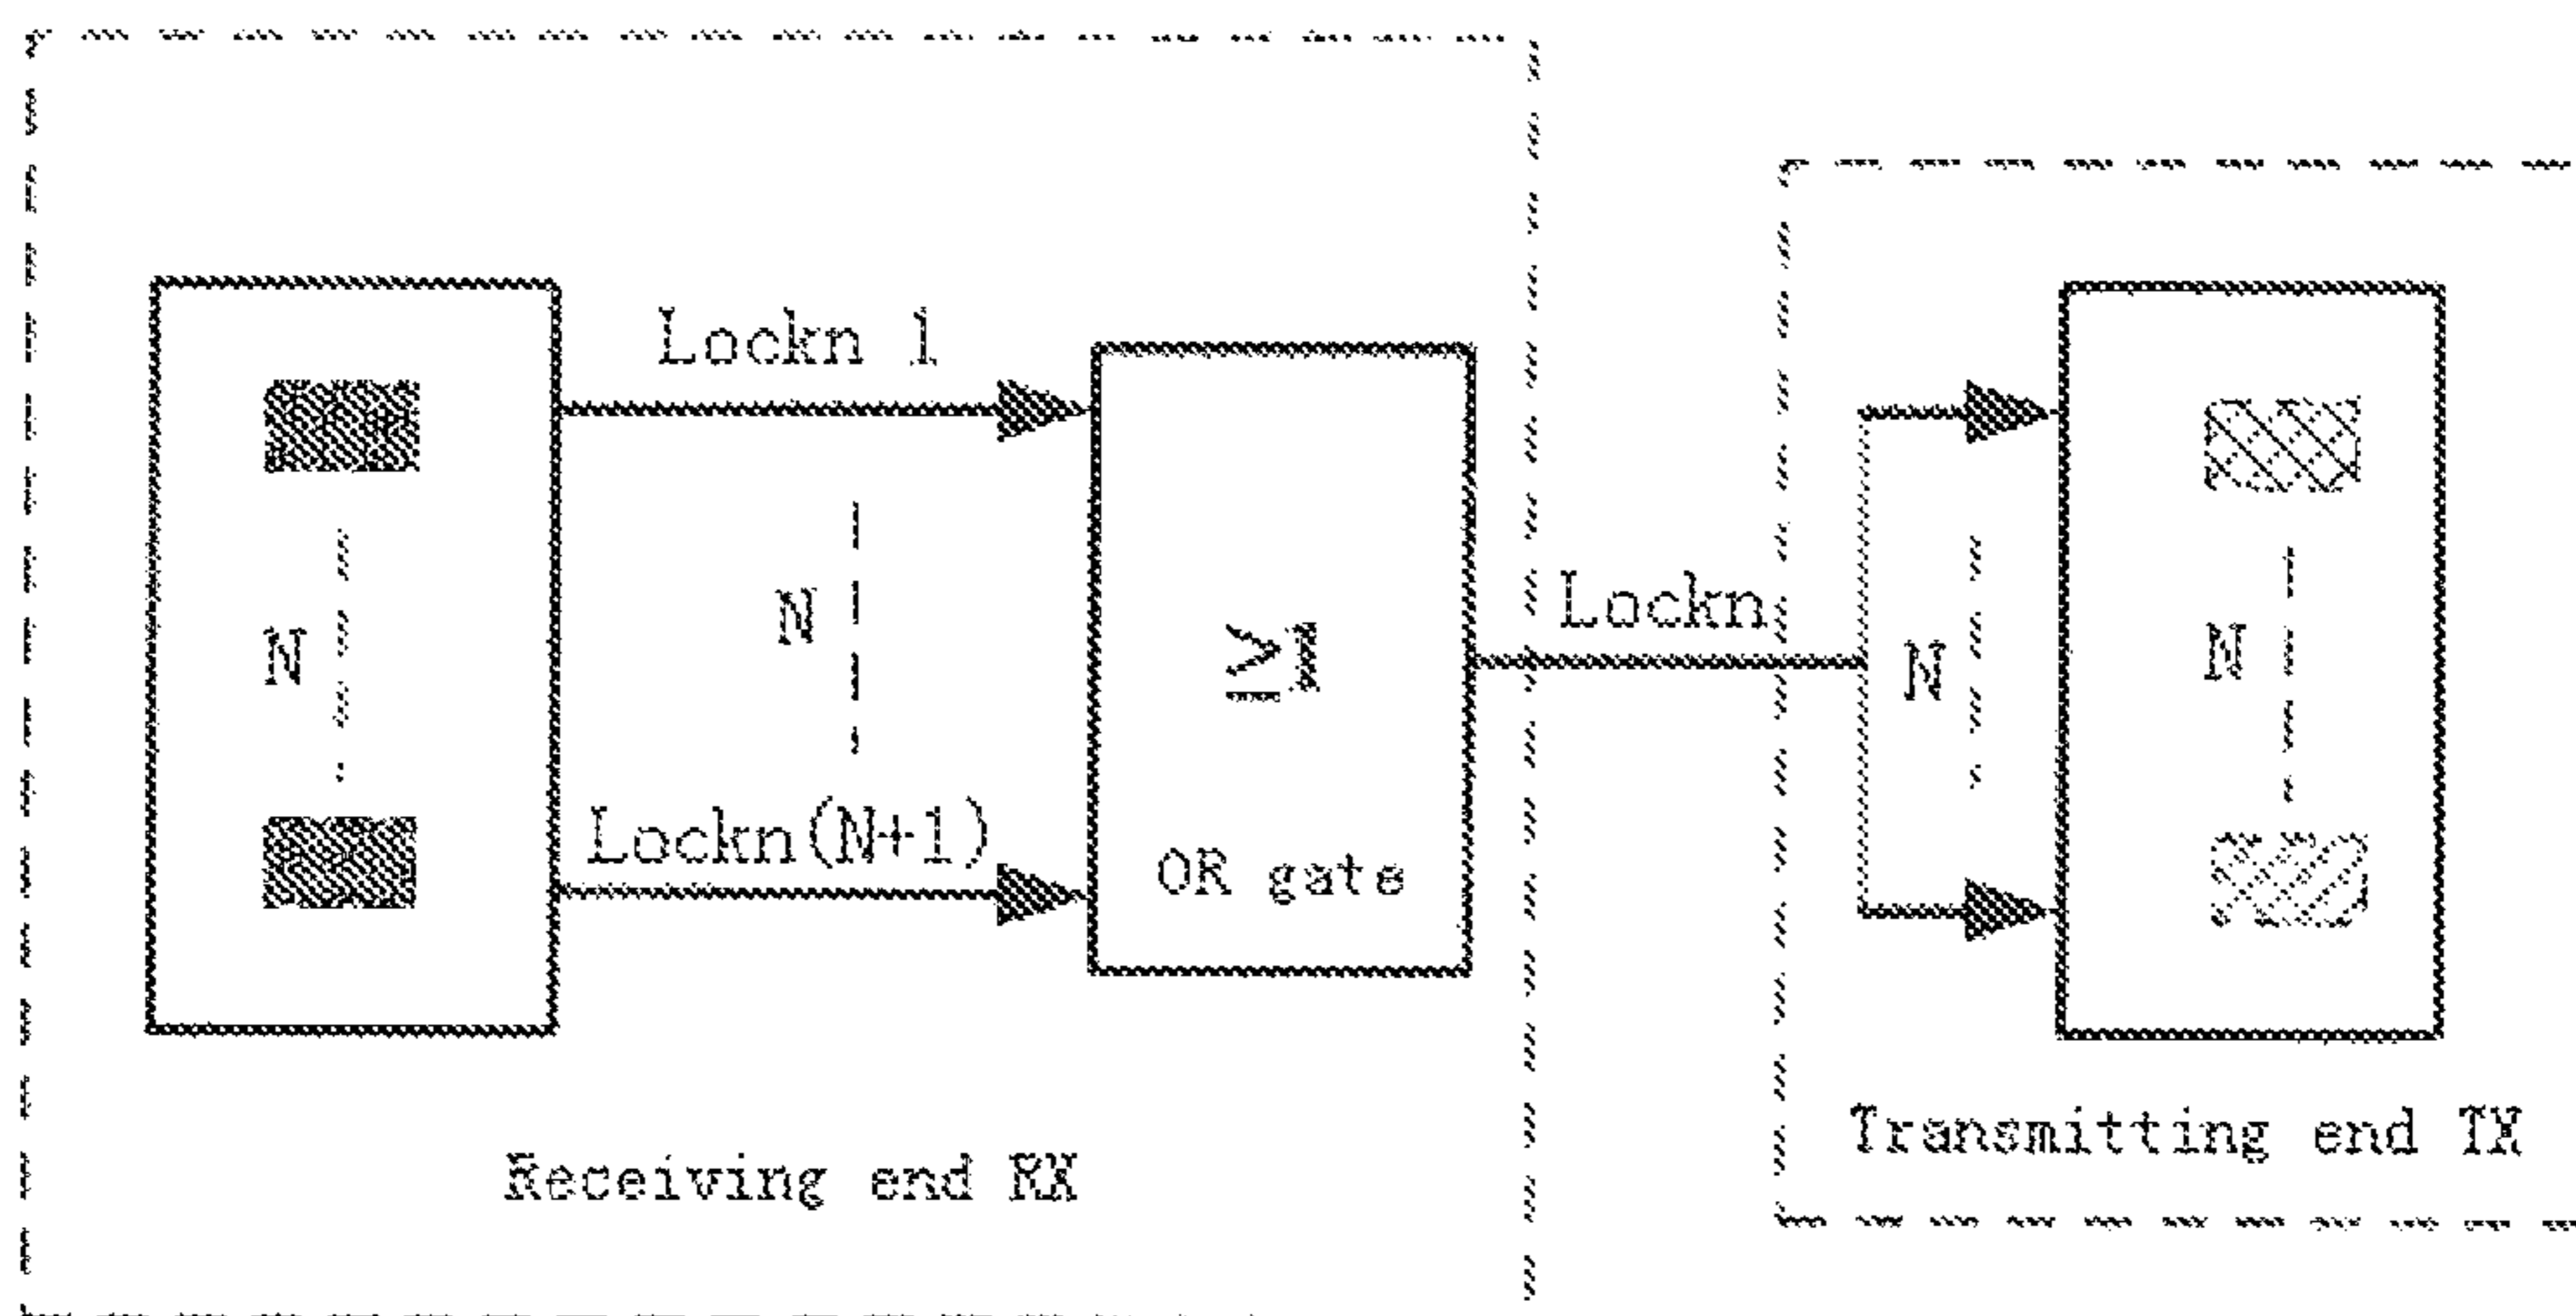 Lockn 1
N
N
Lockn(N+1)
≥1
OR gate
Lockn
N
N
Receiving end RX
Transmitting end TX